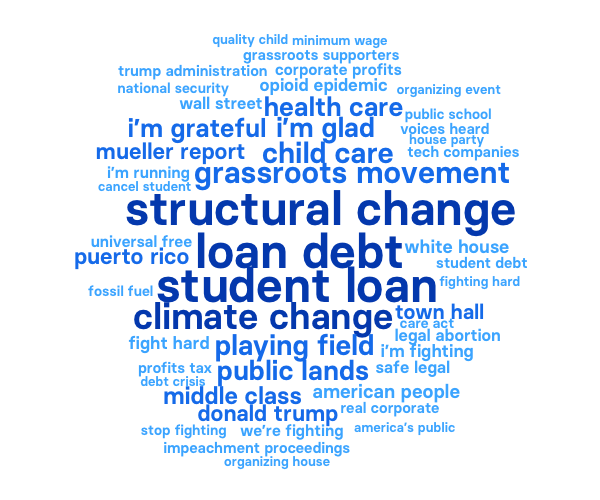 quality child minimum wage
grassroots supporters
trump administration corporate profits
national security opioid epidemic organizing event
wall street health care public school
i'm grateful i'm glad voices heard
house party
mueller report child care tech companies
i'm running grassroots movement
cancel student
structural change
universal free loan debt white house
puerto rico student debt
fossil fuel student loan fighting hard
climate change town hall
care act
fight hard playing field legal abortion
i'm fighting
profits tax public lands safe legal
debt crisis
middle class american people
donald trump real corporate
stop fighting we're fighting america's public
impeachment proceedings
organizing house